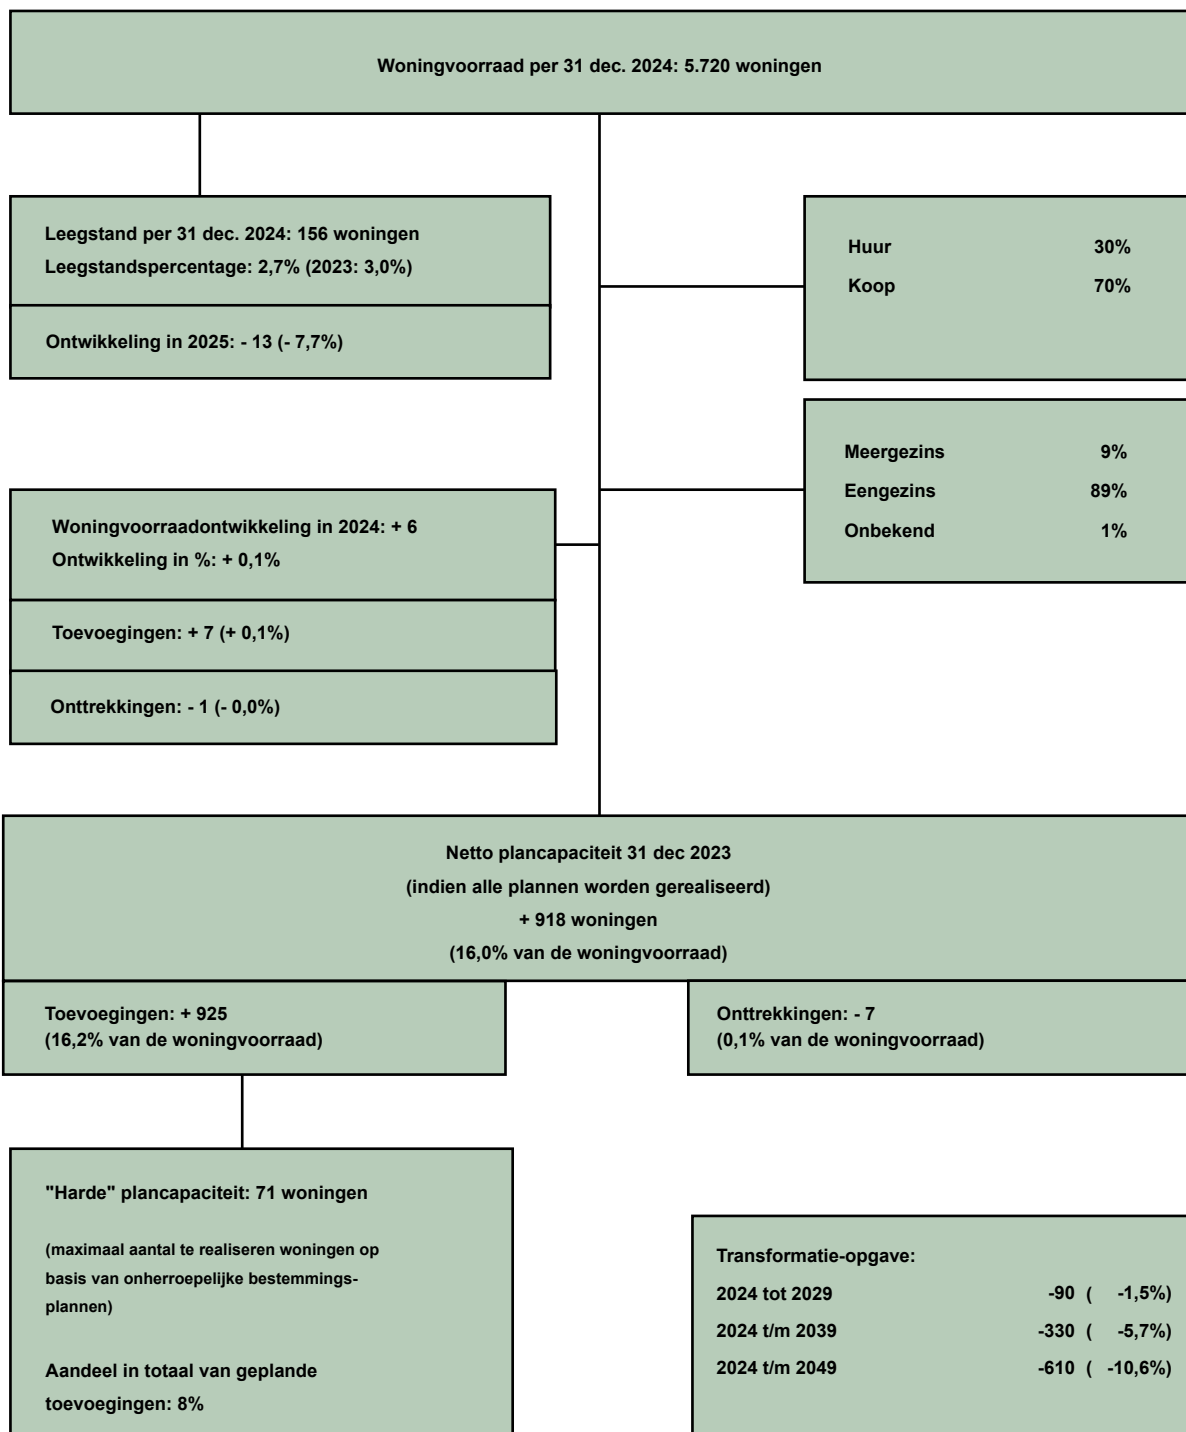 Woningvoorraad per 31 dec. 2024: 5.720 woningen
Leegstand per 31 dec. 2024: 156 woningen
Leegstandspercentage: 2,7% (2023: 3,0%)
Ontwikkeling in 2025: - 13 (- 7,7%)
Huur 30%
Koop 70%
Meergezins 9%
Eengezins 89%
Onbekend 1%
Woningvoorraadontwikkeling in 2024: + 6
Ontwikkeling in %: + 0,1%
Toevoegingen: + 7 (+ 0,1%)
Onttrekkingen: - 1 (- 0,0%)
Netto plancapaciteit 31 dec 2023
(indien alle plannen worden gerealiseerd)
+ 918 woningen
(16,0% van de woningvoorraad)
Toevoegingen: + 925
(16,2% van de woningvoorraad)
Onttrekkingen: - 7
(0,1% van de woningvoorraad)
"Harde" plancapaciteit: 71 woningen
(maximaal aantal te realiseren woningen op
basis van onherroepelijke bestemmings-
plannen)
Aandeel in totaal van geplande
toevoegingen: 8%
Transformatie-opgave:
2024 tot 2029 -90 ( -1,5%)
2024 t/m 2039 -330 ( -5,7%)
2024 t/m 2049 -610 ( -10,6%)